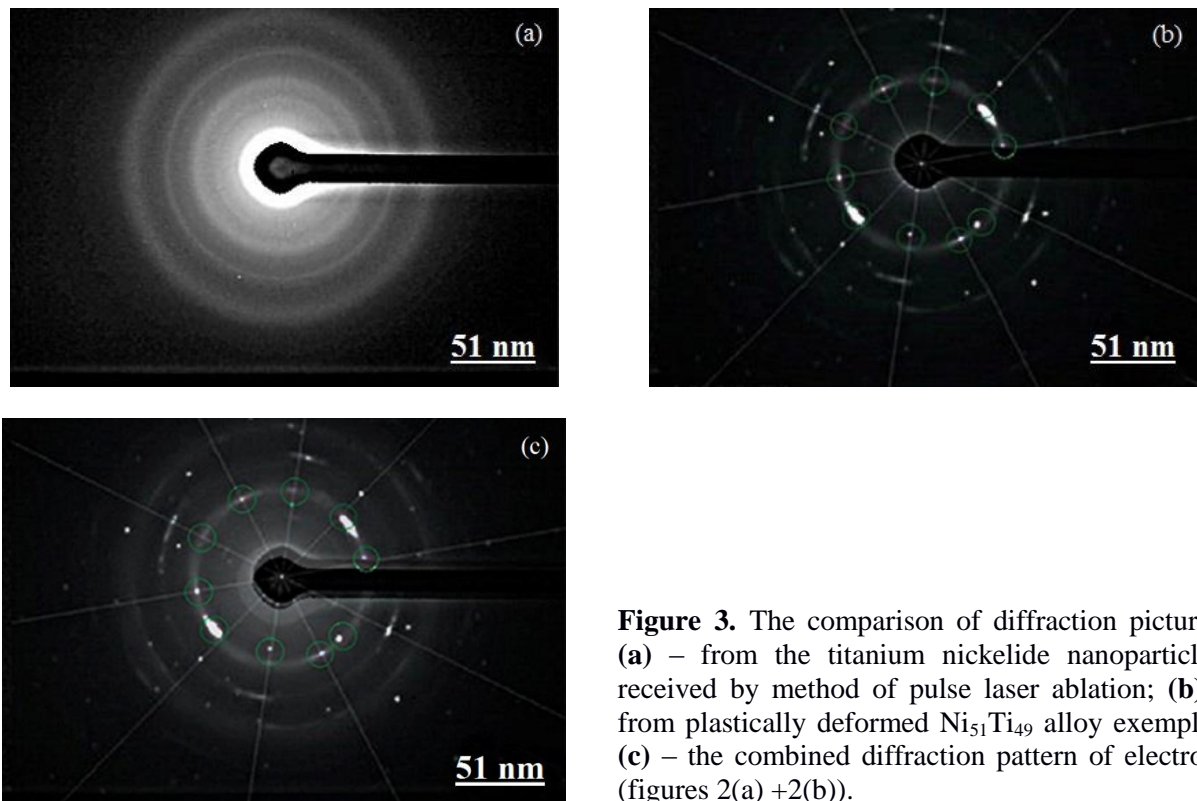 (a)
51 nm
(b)
51 nm
(c)
51 nm
Figure 3. The comparison of diffraction pictur
(a) – from the titanium nickelide nanoparticl
received by method of pulse laser ablation; (b)
from plastically deformed Ni₅₁Ti₄₉ alloy exempl
(c) – the combined diffraction pattern of electro
(figures 2(a) +2(b)).